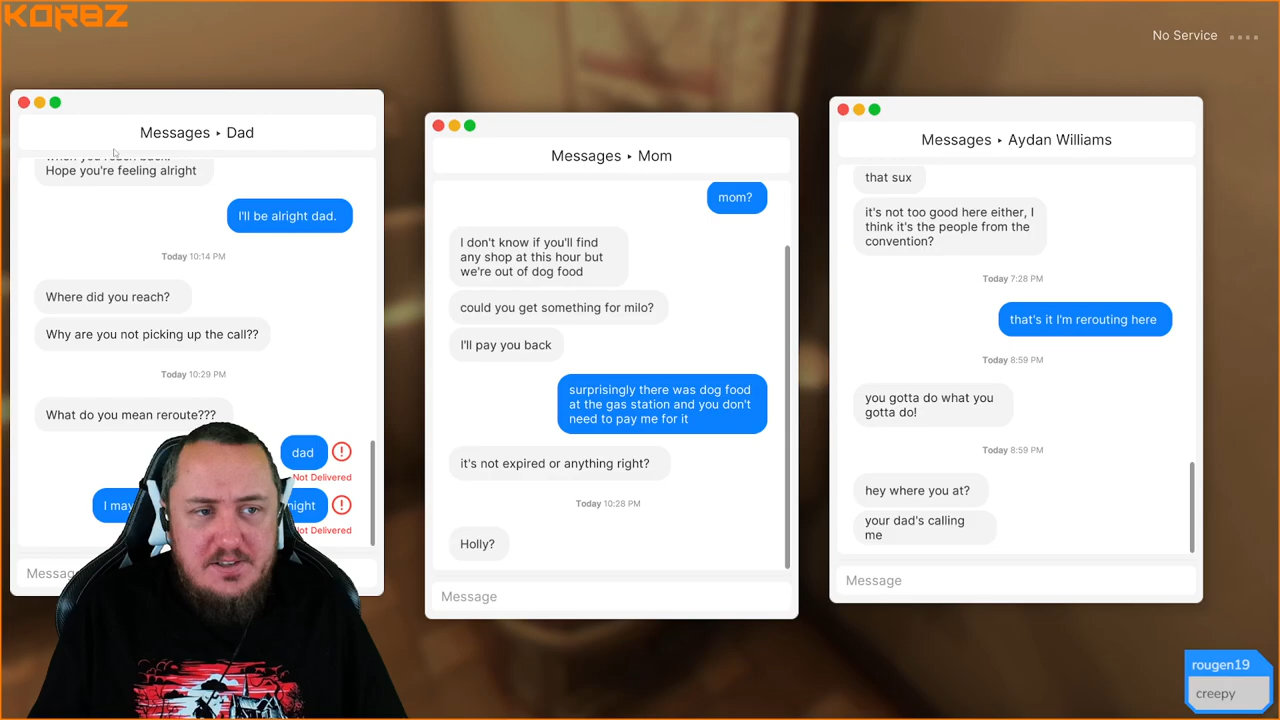 KORBZ
No Service
Messages ▸ Dad
Hope you're feeling alright
I'll be alright dad.
Today 10:14 PM
Where did you reach?
Why are you not picking up the call??
Today 10:29 PM
What do you mean reroute???
dad
Not Delivered
I may
night
Not Delivered
Message
Messages ▸ Mom
mom?
I don't know if you'll find
any shop at this hour but
we're out of dog food
could you get something for milo?
I'll pay you back
surprisingly there was dog food
at the gas station and you don't
need to pay me for it
it's not expired or anything right?
Today 10:28 PM
Holly?
Message
Messages ▸ Aydan Williams
that sux
it's not too good here either, I
think it's the people from the
convention?
Today 7:28 PM
that's it I'm rerouting here
Today 8:59 PM
you gotta do what you
gotta do!
Today 8:59 PM
hey where you at?
your dad's calling
me
Message
rougen19
creepy